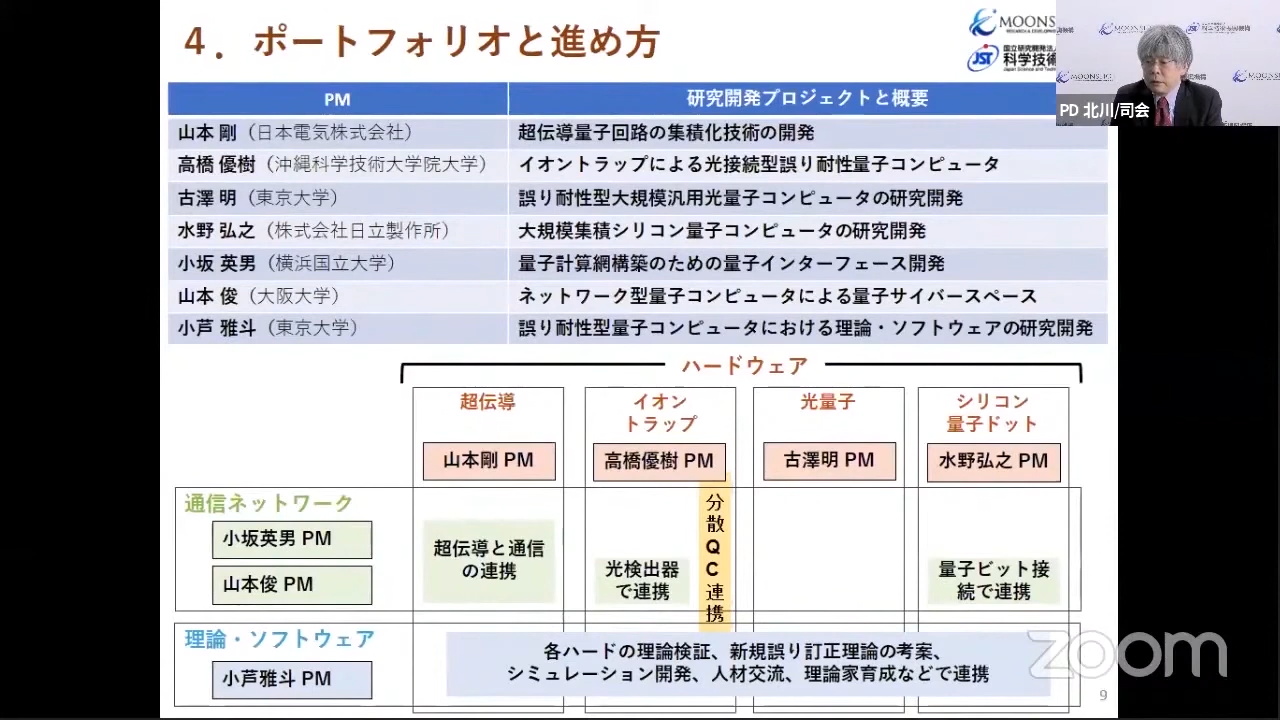 4．ポートフォリオと進め方
MOONS
RESEARCH & DEVELOPM
JST
国立研究開発法人
科学技術
Japan Science and Techn
PD 北川/司会
PM
研究開発プロジェクトと概要
山本 剛（日本電気株式会社）
超伝導量子回路の集積化技術の開発
高橋 優樹（沖縄科学技術大学院大学）
イオントラップによる光接続型誤り耐性量子コンピュータ
古澤 明（東京大学）
誤り耐性型大規模汎用光量子コンピュータの研究開発
水野 弘之（株式会社日立製作所）
大規模集積シリコン量子コンピュータの研究開発
小坂 英男（横浜国立大学）
量子計算網構築のための量子インターフェース開発
山本 俊（大阪大学）
ネットワーク型量子コンピュータによる量子サイバースペース
小芦 雅斗（東京大学）
誤り耐性型量子コンピュータにおける理論・ソフトウェアの研究開発
ハードウェア
超伝導
イオン
トラップ
光量子
シリコン
量子ドット
山本剛 PM
高橋優樹 PM
古澤明 PM
水野弘之 PM
通信ネットワーク
小坂英男 PM
山本俊 PM
超伝導と通信
の連携
光検出器
で連携
分散QC連携
量子ビット接
続で連携
理論・ソフトウェア
小芦雅斗 PM
各ハードの理論検証、新規誤り訂正理論の考案、
シミュレーション開発、人材交流、理論家育成などで連携
zoom
9